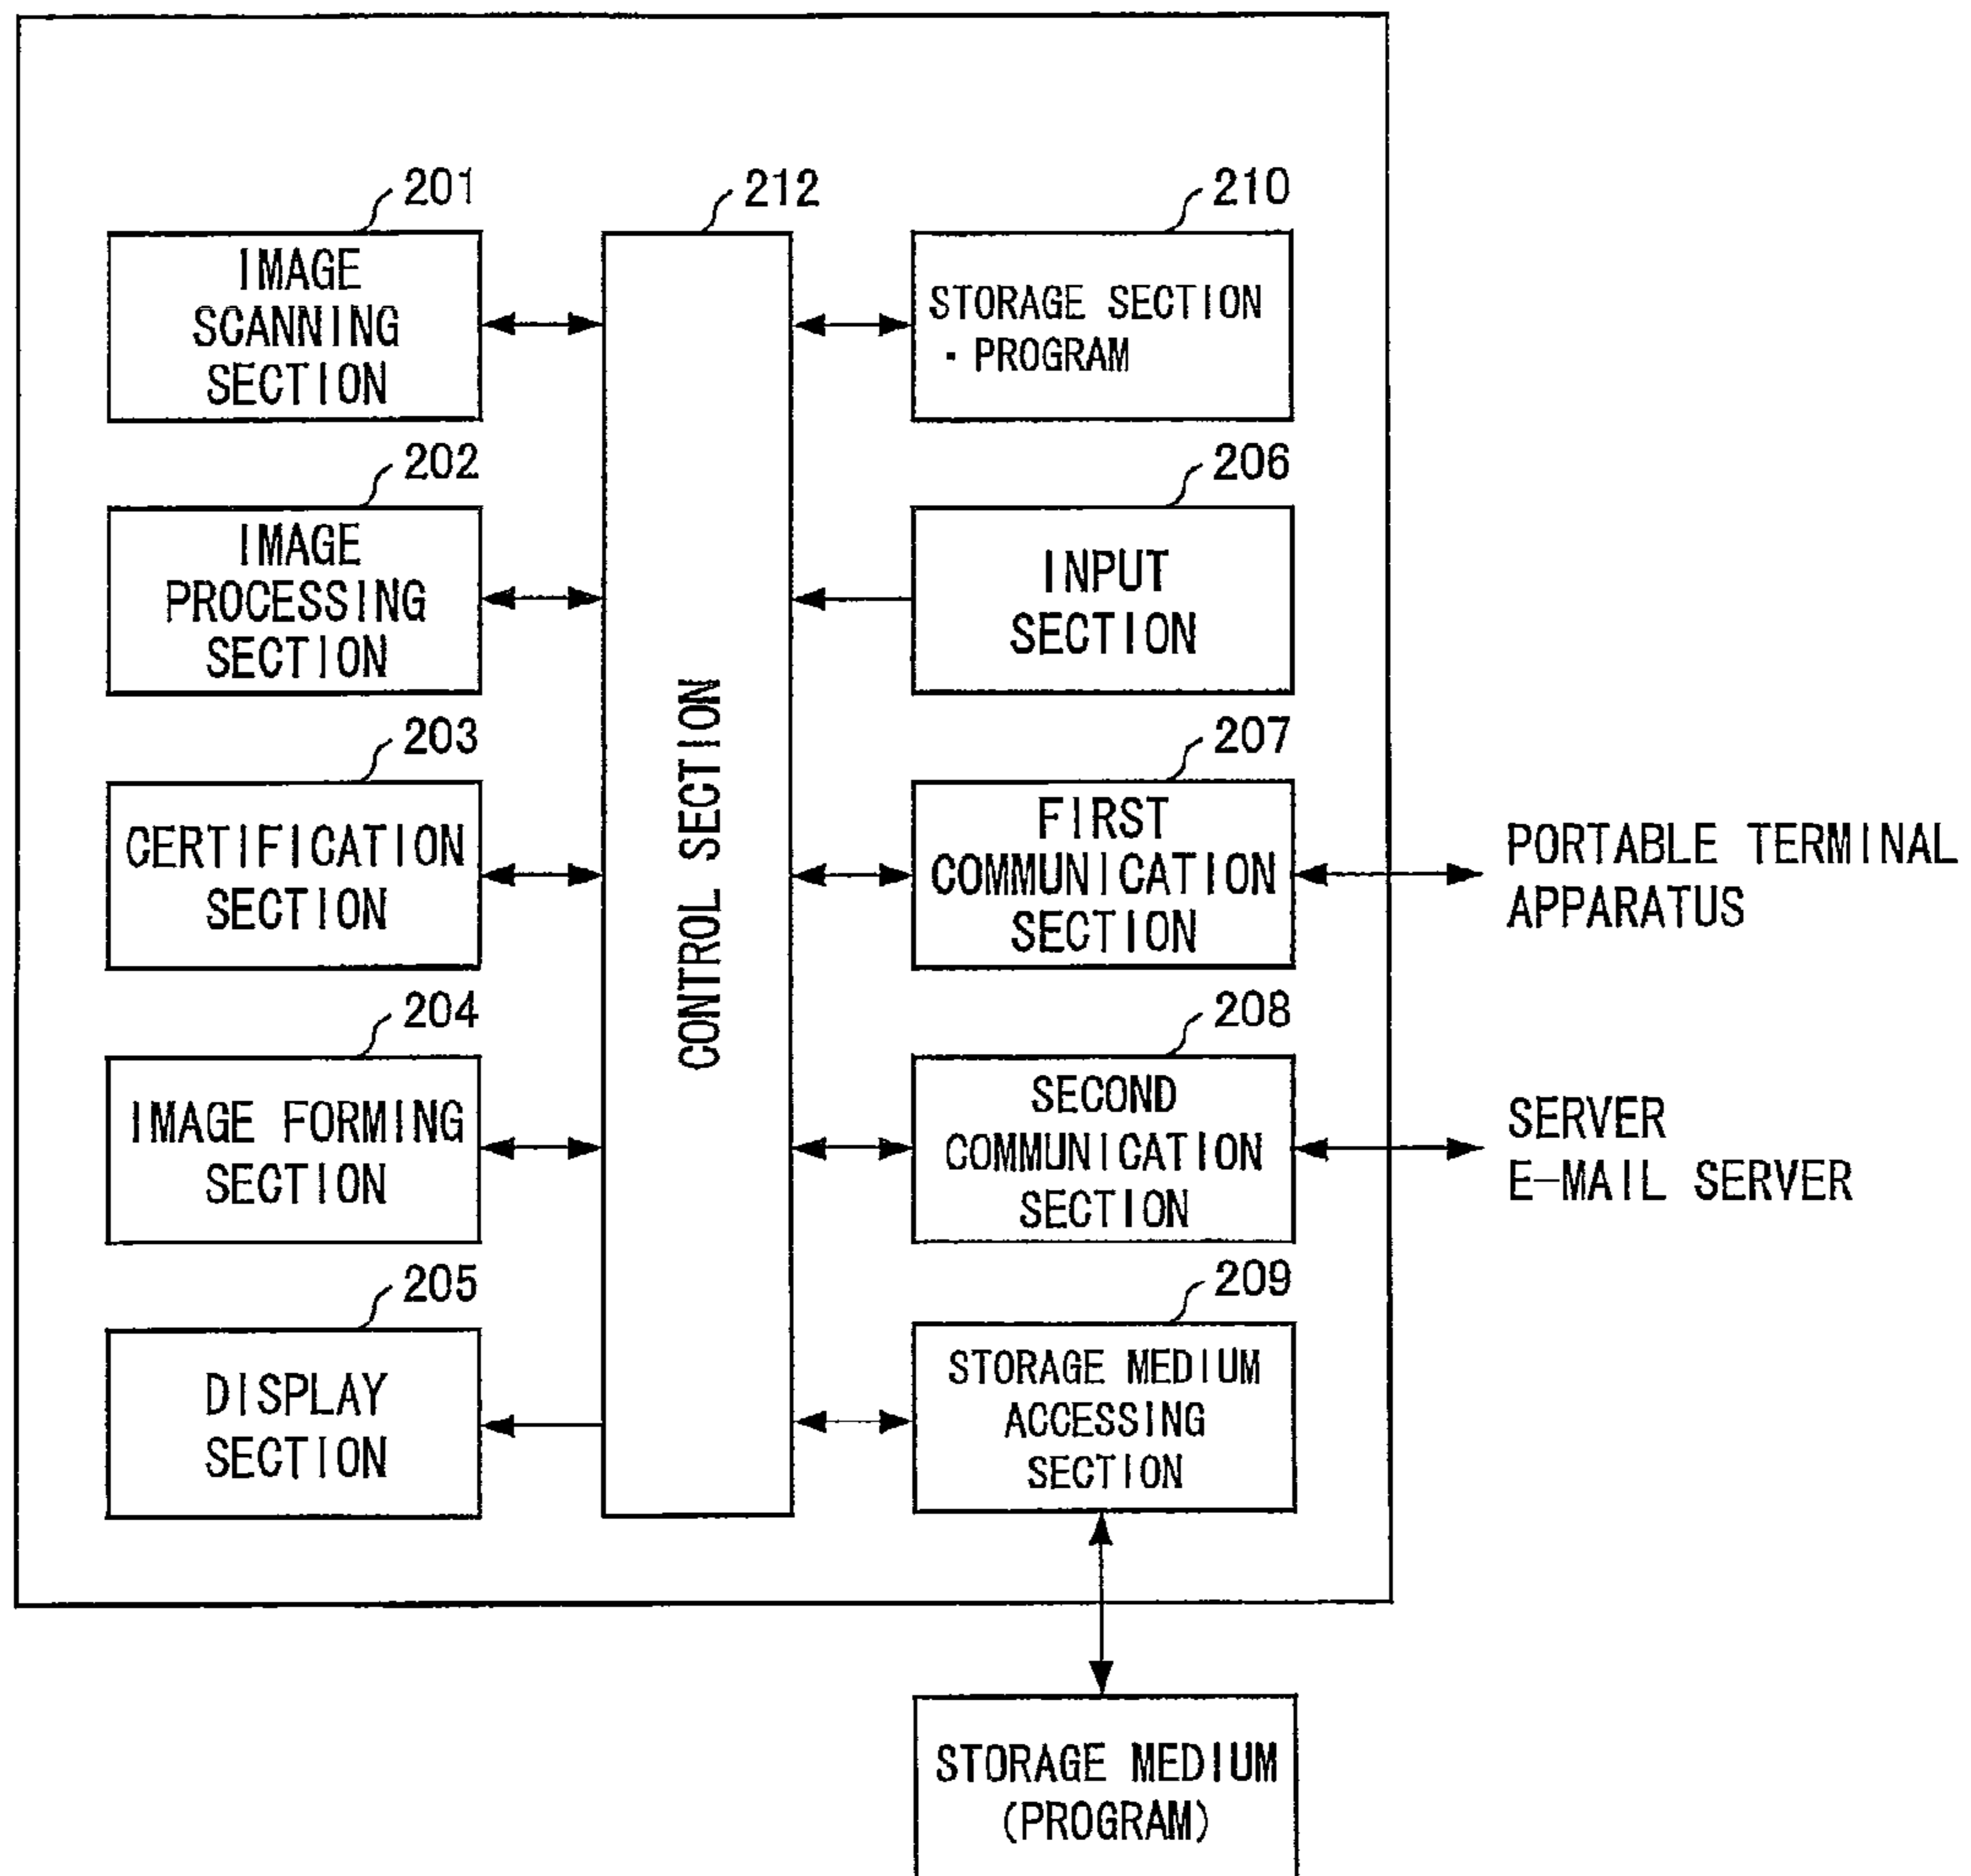 201
IMAGE
SCANNING
SECTION
202
IMAGE
PROCESSING
SECTION
203
CERTIFICATION
SECTION
204
IMAGE FORMING
SECTION
205
DISPLAY
SECTION
212
CONTROL SECTION
210
STORAGE SECTION
・PROGRAM
206
INPUT
SECTION
207
FIRST
COMMUNICATION
SECTION
PORTABLE TERMINAL
APPARATUS
208
SECOND
COMMUNICATION
SECTION
SERVER
E-MAIL SERVER
209
STORAGE MEDIUM
ACCESSING
SECTION
STORAGE MEDIUM
(PROGRAM)